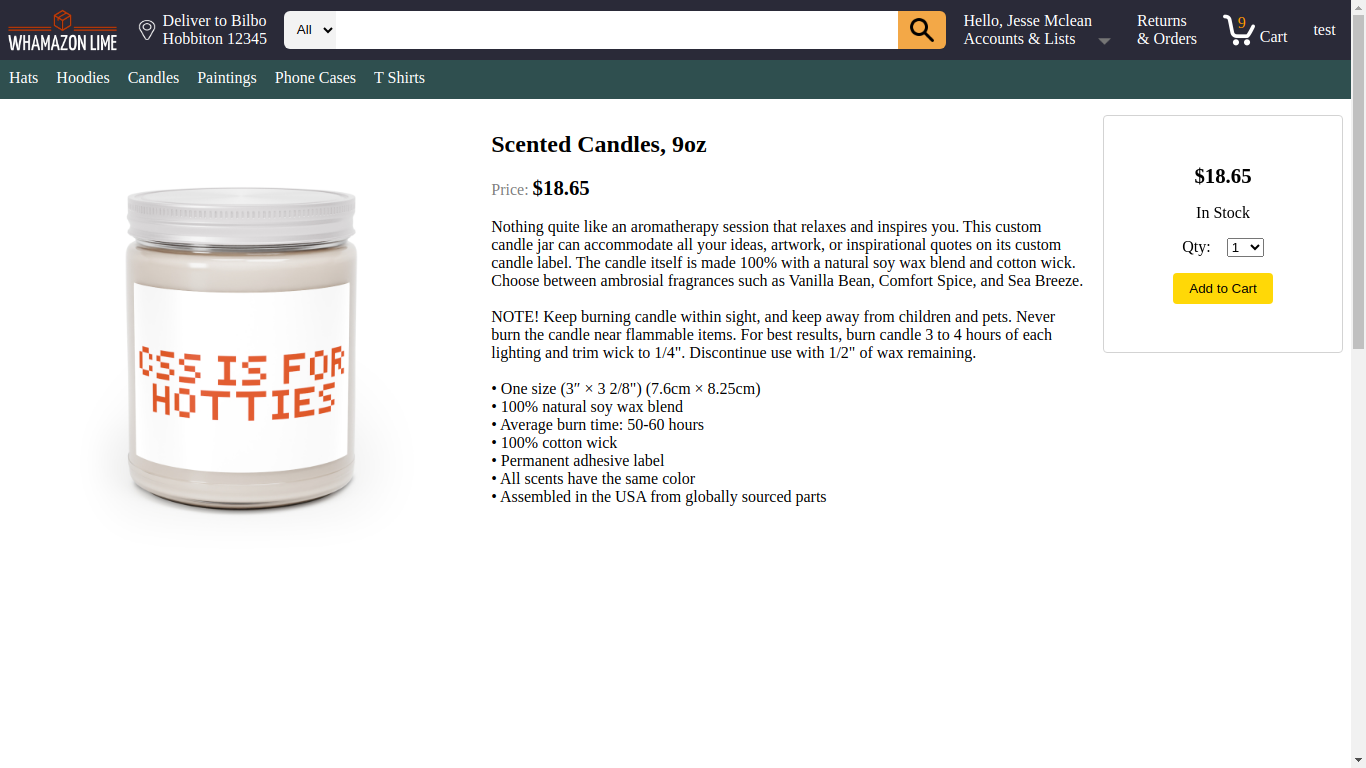 WHAMAZON LIME
Deliver to Bilbo
Hobbiton 12345
All
Hello, Jesse Mclean
Accounts & Lists
Returns
& Orders
9
Cart
test
Hats
Hoodies
Candles
Paintings
Phone Cases
T Shirts
CSS IS FOR
HOTTIES
Scented Candles, 9oz
Price: $18.65
Nothing quite like an aromatherapy session that relaxes and inspires you. This custom
candle jar can accommodate all your ideas, artwork, or inspirational quotes on its custom
candle label. The candle itself is made 100% with a natural soy wax blend and cotton wick.
Choose between ambrosial fragrances such as Vanilla Bean, Comfort Spice, and Sea Breeze.
NOTE! Keep burning candle within sight, and keep away from children and pets. Never
burn the candle near flammable items. For best results, burn candle 3 to 4 hours of each
lighting and trim wick to 1/4". Discontinue use with 1/2" of wax remaining.
• One size (3″ × 3 2/8") (7.6cm × 8.25cm)
• 100% natural soy wax blend
• Average burn time: 50-60 hours
• 100% cotton wick
• Permanent adhesive label
• All scents have the same color
• Assembled in the USA from globally sourced parts
$18.65
In Stock
Qty: 1
Add to Cart